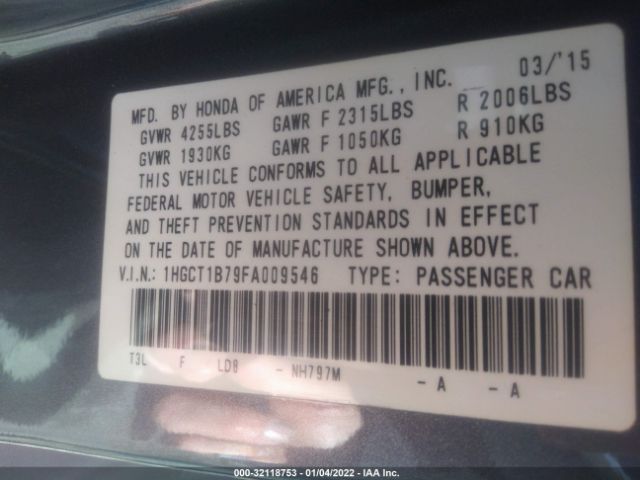 MFD. BY HONDA OF AMERICA MFG., INC. 03/'15
GVWR 4255LBS GAWR F 2315LBS R 2006LBS
GVWR 1930KG GAWR F 1050KG R 910KG
THIS VEHICLE CONFORMS TO ALL APPLICABLE
FEDERAL MOTOR VEHICLE SAFETY, BUMPER,
AND THEFT PREVENTION STANDARDS IN EFFECT
ON THE DATE OF MANUFACTURE SHOWN ABOVE.
V.I.N.: 1HGCT1B79FA009546 TYPE: PASSENGER CAR
T3L F LD8 - NH797M - A - A
000-32118753 - 01/04/2022 - IAA Inc.